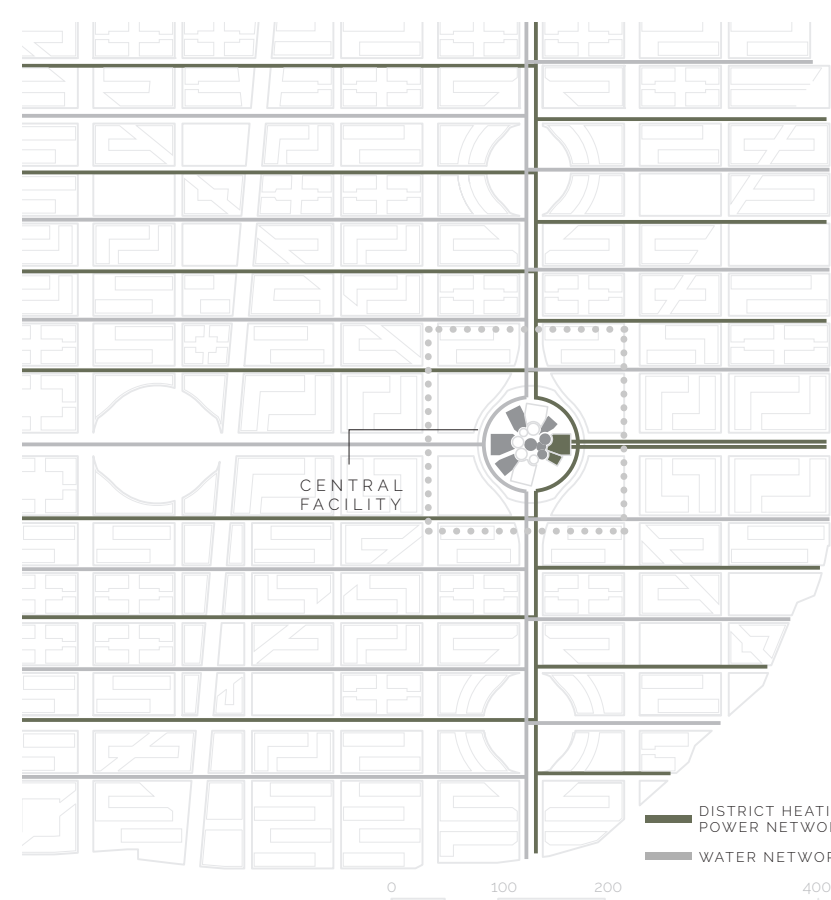 CENTRAL
FACILITY
DISTRICT HEATI
POWER NETWO
WATER NETWOR
0 100 200 400